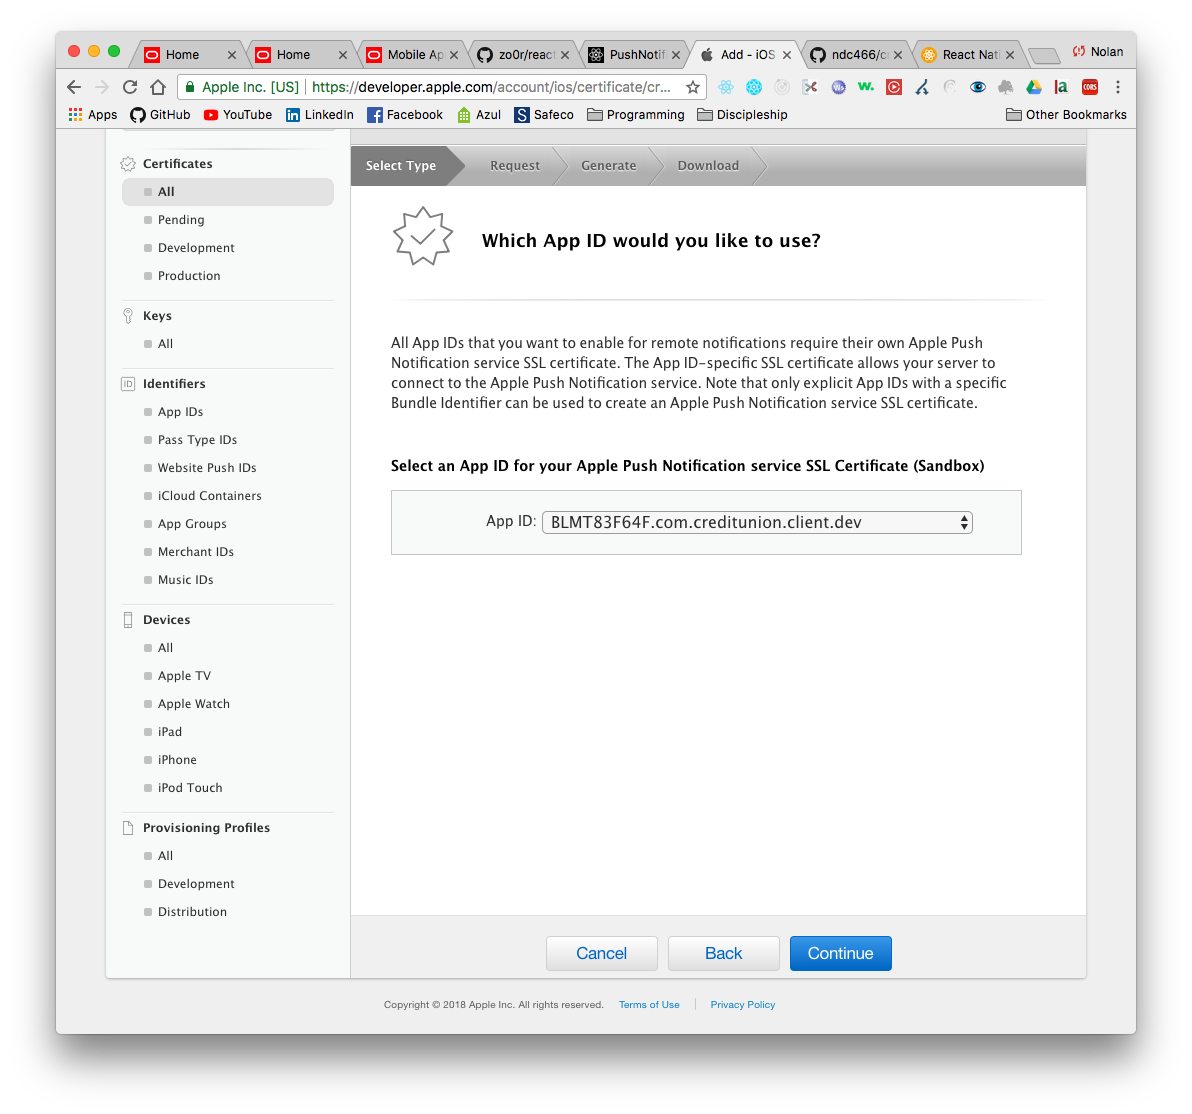 Home
Home
Mobile Ap
zo0r/react
PushNotifi
Add - iOS
ndc466/c
React Nati
Nolan
Apple Inc. [US]
https://developer.apple.com/account/ios/certificate/cr...
Apps
GitHub
YouTube
LinkedIn
Facebook
Azul
Safeco
Programming
Discipleship
Other Bookmarks
Certificates
All
Pending
Development
Production
Keys
All
ID
Identifiers
App IDs
Pass Type IDs
Website Push IDs
iCloud Containers
App Groups
Merchant IDs
Music IDs
Devices
All
Apple TV
Apple Watch
iPad
iPhone
iPod Touch
Provisioning Profiles
All
Development
Distribution
Select Type
Request
Generate
Download
Which App ID would you like to use?
All App IDs that you want to enable for remote notifications require their own Apple Push
Notification service SSL certificate. The App ID-specific SSL certificate allows your server to
connect to the Apple Push Notification service. Note that only explicit App IDs with a specific
Bundle Identifier can be used to create an Apple Push Notification service SSL certificate.
Select an App ID for your Apple Push Notification service SSL Certificate (Sandbox)
App ID: BLMT83F64F.com.creditunion.client.dev
Cancel
Back
Continue
Copyright © 2018 Apple Inc. All rights reserved.
Terms of Use
Privacy Policy